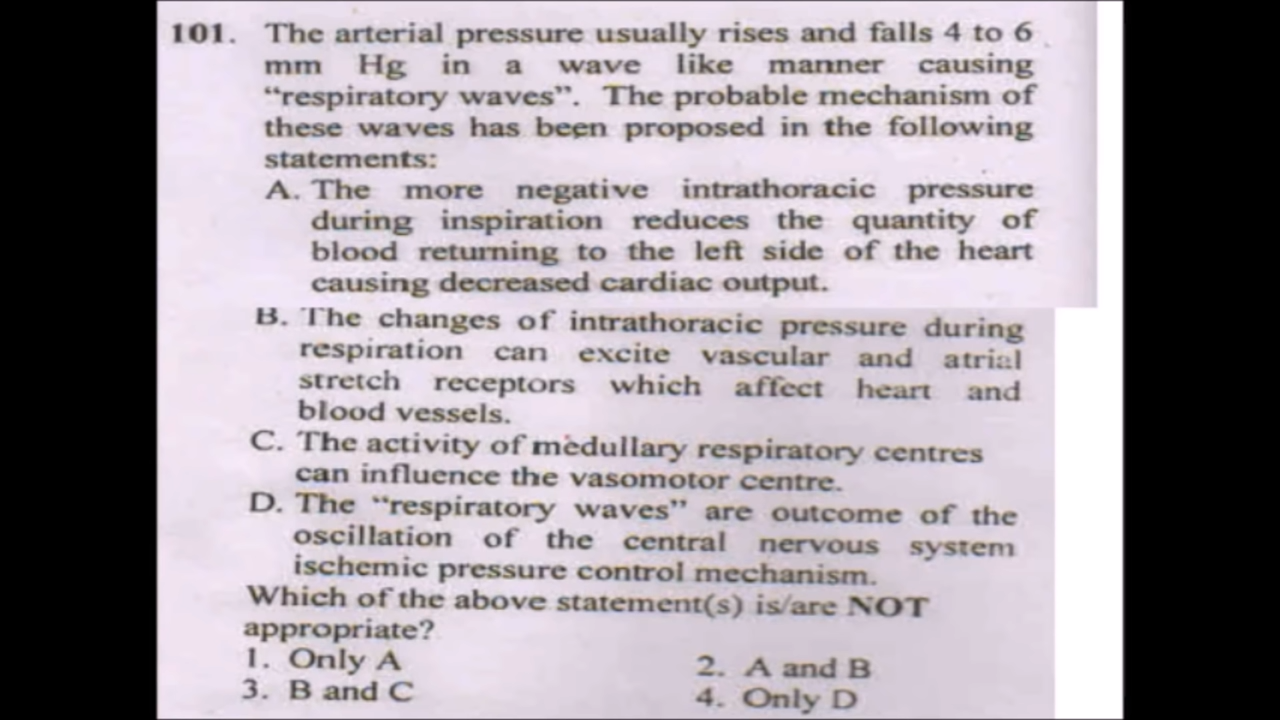 101. The arterial pressure usually rises and falls 4 to 6
mm Hg in a wave like manner causing
“respiratory waves”. The probable mechanism of
these waves has been proposed in the following
statements:
A. The more negative intrathoracic pressure
during inspiration reduces the quantity of
blood returning to the left side of the heart
causing decreased cardiac output.
B. The changes of intrathoracic pressure during
respiration can excite vascular and atrial
stretch receptors which affect heart and
blood vessels.
C. The activity of medullary respiratory centres
can influence the vasomotor centre.
D. The “respiratory waves” are outcome of the
oscillation of the central nervous system
ischemic pressure control mechanism.
Which of the above statement(s) is/are NOT
appropriate?
1. Only A 2. A and B
3. B and C 4. Only D